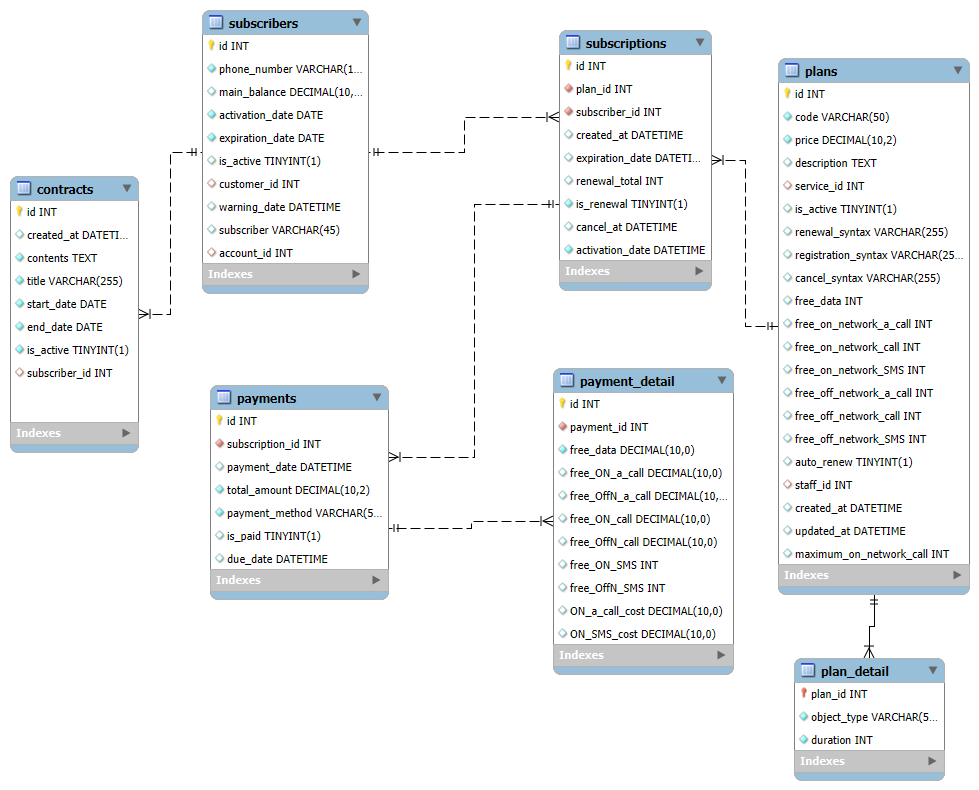 subscribers
id INT
phone_number VARCHAR(1...
main_balance DECIMAL(10,...
activation_date DATE
expiration_date DATE
is_active TINYINT(1)
customer_id INT
warning_date DATETIME
subscriber VARCHAR(45)
account_id INT
Indexes
subscriptions
id INT
plan_id INT
subscriber_id INT
created_at DATETIME
expiration_date DATETI...
renewal_total INT
is_renewal TINYINT(1)
cancel_at DATETIME
activation_date DATETIME
Indexes
plans
id INT
code VARCHAR(50)
price DECIMAL(10,2)
description TEXT
service_id INT
is_active TINYINT(1)
renewal_syntax VARCHAR(255)
registration_syntax VARCHAR(25...
cancel_syntax VARCHAR(255)
free_data INT
free_on_network_a_call INT
free_on_network_call INT
free_on_network_SMS INT
free_off_network_a_call INT
free_off_network_call INT
free_off_network_SMS INT
auto_renew TINYINT(1)
staff_id INT
created_at DATETIME
updated_at DATETIME
maximum_on_network_call INT
Indexes
contracts
id INT
created_at DATETI...
contents TEXT
title VARCHAR(255)
start_date DATE
end_date DATE
is_active TINYINT(1)
subscriber_id INT
Indexes
payments
id INT
subscription_id INT
payment_date DATETIME
total_amount DECIMAL(10,2)
payment_method VARCHAR(5...
is_paid TINYINT(1)
due_date DATETIME
Indexes
payment_detail
id INT
payment_id INT
free_data DECIMAL(10,0)
free_ON_a_call DECIMAL(10,0)
free_OffN_a_call DECIMAL(10,...
free_ON_call DECIMAL(10,0)
free_OffN_call DECIMAL(10,0)
free_ON_SMS INT
free_OffN_SMS INT
ON_a_call_cost DECIMAL(10,0)
ON_SMS_cost DECIMAL(10,0)
Indexes
plan_detail
plan_id INT
object_type VARCHAR(5...
duration INT
Indexes